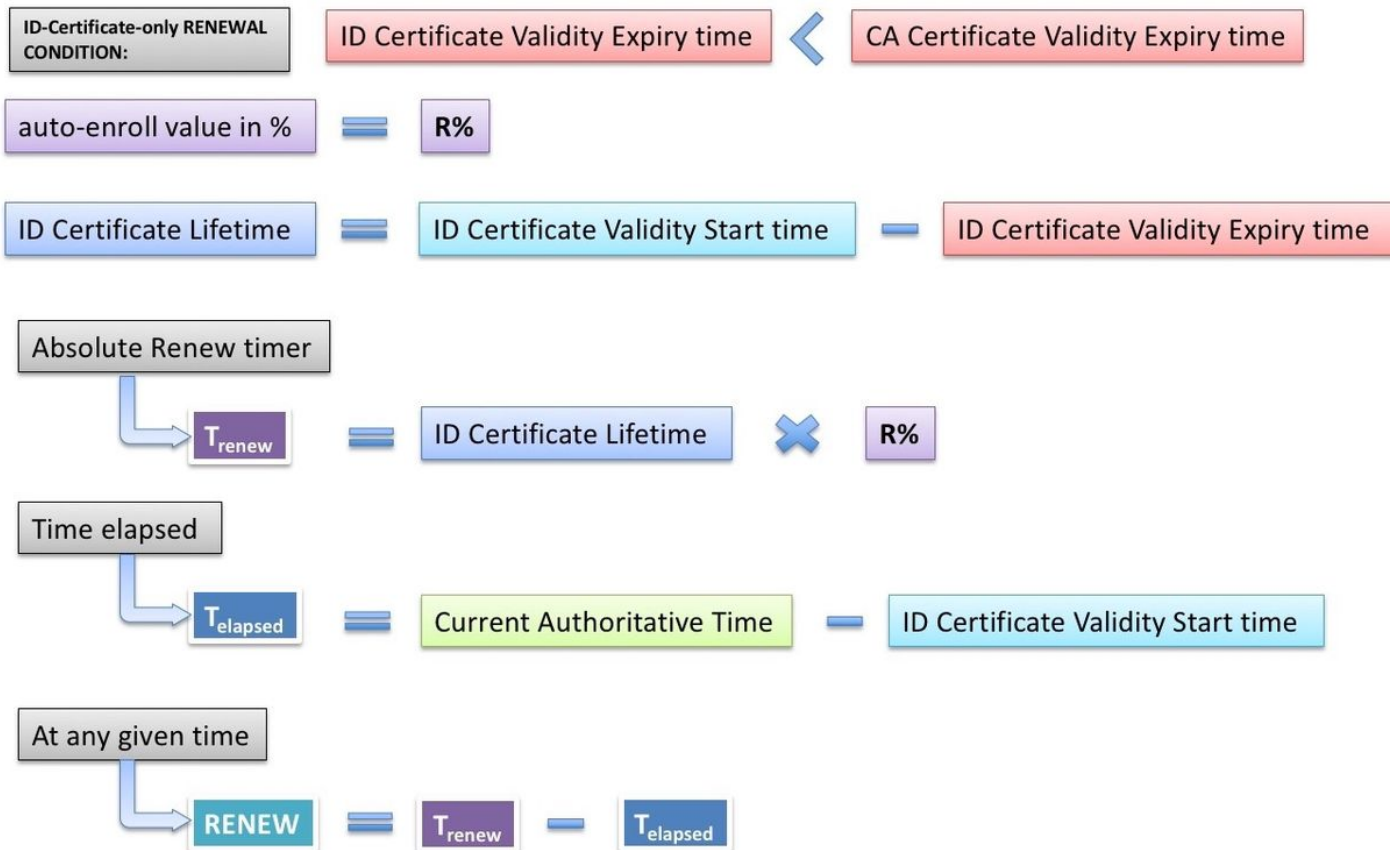 ID-Certificate-only RENEWAL
CONDITION:
ID Certificate Validity Expiry time < CA Certificate Validity Expiry time
auto-enroll value in % = R%
ID Certificate Lifetime = ID Certificate Validity Start time − ID Certificate Validity Expiry time
Absolute Renew timer
Trenew = ID Certificate Lifetime × R%
Time elapsed
Telapsed = Current Authoritative Time − ID Certificate Validity Start time
At any given time
RENEW = Trenew − Telapsed